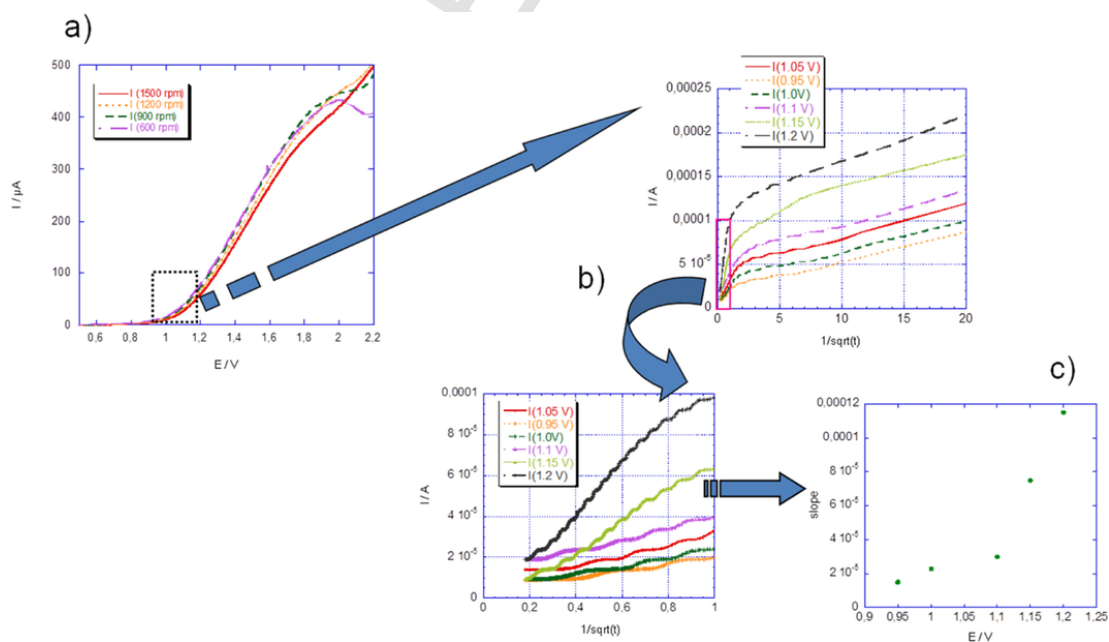 a)
500
400
300
200
100
0
I / µA
I (1500 rpm)
I (1200 rpm)
I (900 rpm)
I (600 rpm)
0,6 0,8 1 1,2 1,4 1,6 1,8 2 2,2
E / V
I(1.05 V)
I(0.95 V)
I(1.0V)
I(1.1 V)
I(1.15 V)
I(1.2 V)
0,00025
0,0002
0,00015
0,0001
5 10⁻⁵
0
I / A
0 5 10 15 20
1/sqrt(t)
b)
0,0001
8 10⁻⁵
6 10⁻⁵
4 10⁻⁵
2 10⁻⁵
0
I / A
I(1.05 V)
I(0.95 V)
I(1.0V)
I(1.1 V)
I(1.15 V)
I(1.2 V)
0 0,2 0,4 0,6 0,8 1
1/sqrt(t)
c)
0,00012
0,0001
8 10⁻⁵
6 10⁻⁵
4 10⁻⁵
2 10⁻⁵
0
slope
0,9 0,95 1 1,05 1,1 1,15 1,2 1,25
E / V